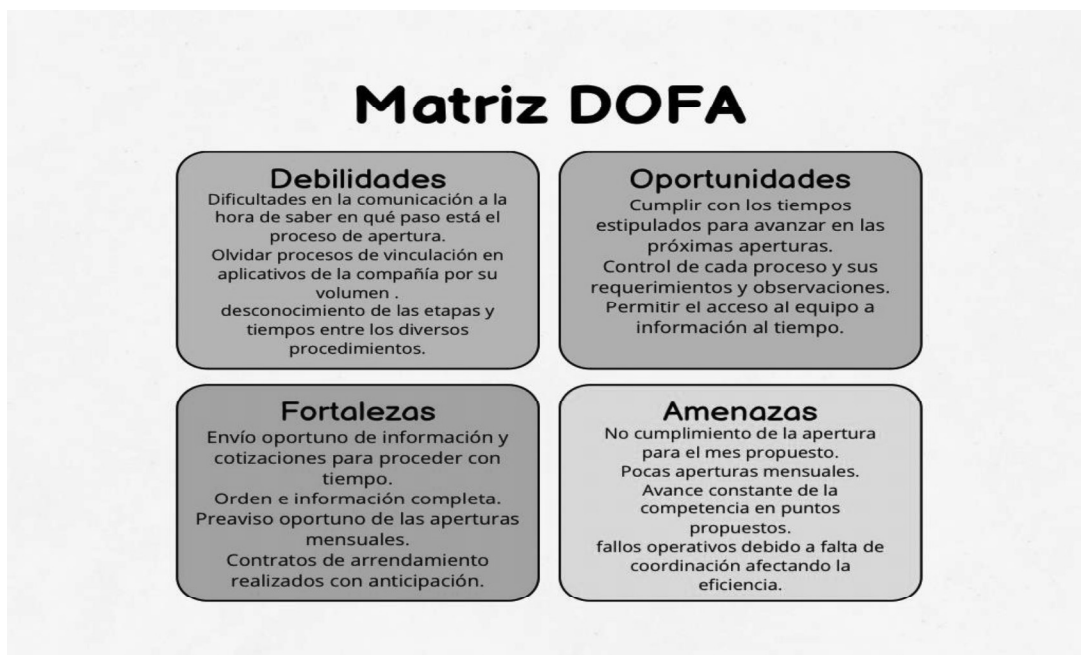 Matriz DOFA
Debilidades
Dificultades en la comunicación a la
hora de saber en qué paso está el
proceso de apertura.
Olvidar procesos de vinculación en
aplicativos de la compañía por su
volumen .
desconocimiento de las etapas y
tiempos entre los diversos
procedimientos.
Oportunidades
Cumplir con los tiempos
estipulados para avanzar en las
próximas aperturas.
Control de cada proceso y sus
requerimientos y observaciones.
Permitir el acceso al equipo a
información al tiempo.
Fortalezas
Envío oportuno de información y
cotizaciones para proceder con
tiempo.
Orden e información completa.
Preaviso oportuno de las aperturas
mensuales.
Contratos de arrendamiento
realizados con anticipación.
Amenazas
No cumplimiento de la apertura
para el mes propuesto.
Pocas aperturas mensuales.
Avance constante de la
competencia en puntos
propuestos.
fallos operativos debido a falta de
coordinación afectando la
eficiencia.